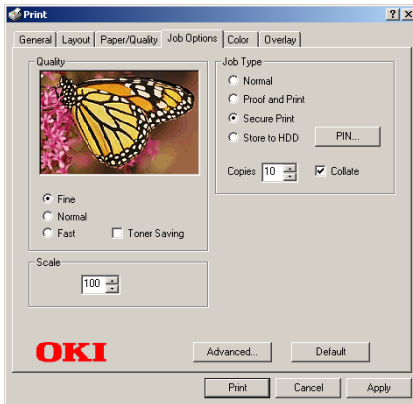 Print
General
Layout
Paper/Quality
Job Options
Color
Overlay
Quality
Fine
Normal
Fast
Toner Saving
Scale
100
Job Type
Normal
Proof and Print
Secure Print
Store to HDD
PIN...
Copies
10
Collate
OKI
Advanced...
Default
Print
Cancel
Apply